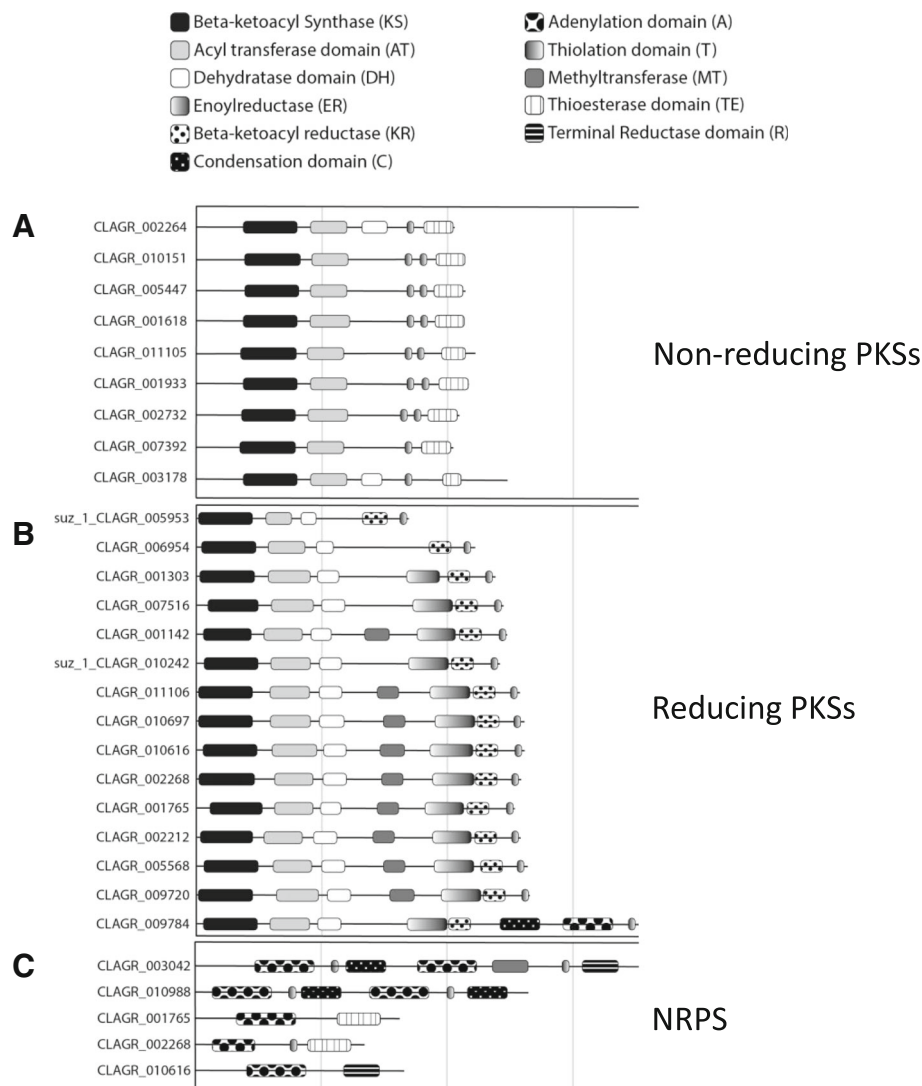 Beta-ketoacyl Synthase (KS)
Acyl transferase domain (AT)
Dehydratase domain (DH)
Enoylreductase (ER)
Beta-ketoacyl reductase (KR)
Condensation domain (C)
Adenylation domain (A)
Thiolation domain (T)
Methyltransferase (MT)
Thioesterase domain (TE)
Terminal Reductase domain (R)
A
CLAGR_002264
CLAGR_010151
CLAGR_005447
CLAGR_001618
CLAGR_011105
CLAGR_001933
CLAGR_002732
CLAGR_007392
CLAGR_003178
Non-reducing PKSs
B
suz_1_CLAGR_005953
CLAGR_006954
CLAGR_001303
CLAGR_007516
CLAGR_001142
suz_1_CLAGR_010242
CLAGR_011106
CLAGR_010697
CLAGR_010616
CLAGR_002268
CLAGR_001765
CLAGR_002212
CLAGR_005568
CLAGR_009720
CLAGR_009784
Reducing PKSs
C
CLAGR_003042
CLAGR_010988
CLAGR_001765
CLAGR_002268
CLAGR_010616
NRPS